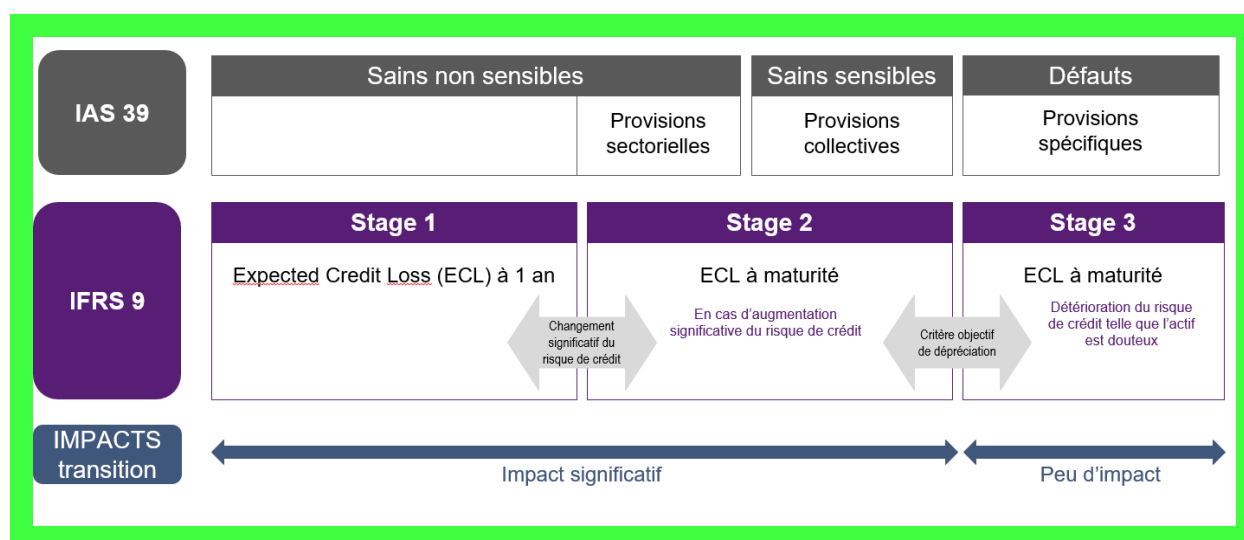 IAS 39
Sains non sensibles
Sains sensibles
Défauts
Provisions
sectorielles
Provisions
collectives
Provisions
spécifiques
IFRS 9
Stage 1
Stage 2
Stage 3
Expected Credit Loss (ECL) à 1 an
ECL à maturité
ECL à maturité
En cas d'augmentation
significative du risque de crédit
Détérioration du risque
de crédit telle que l'actif
est douteux
Changement
significatif du
risque de crédit
Critère objectif
de dépréciation
IMPACTS
transition
Impact significatif
Peu d'impact